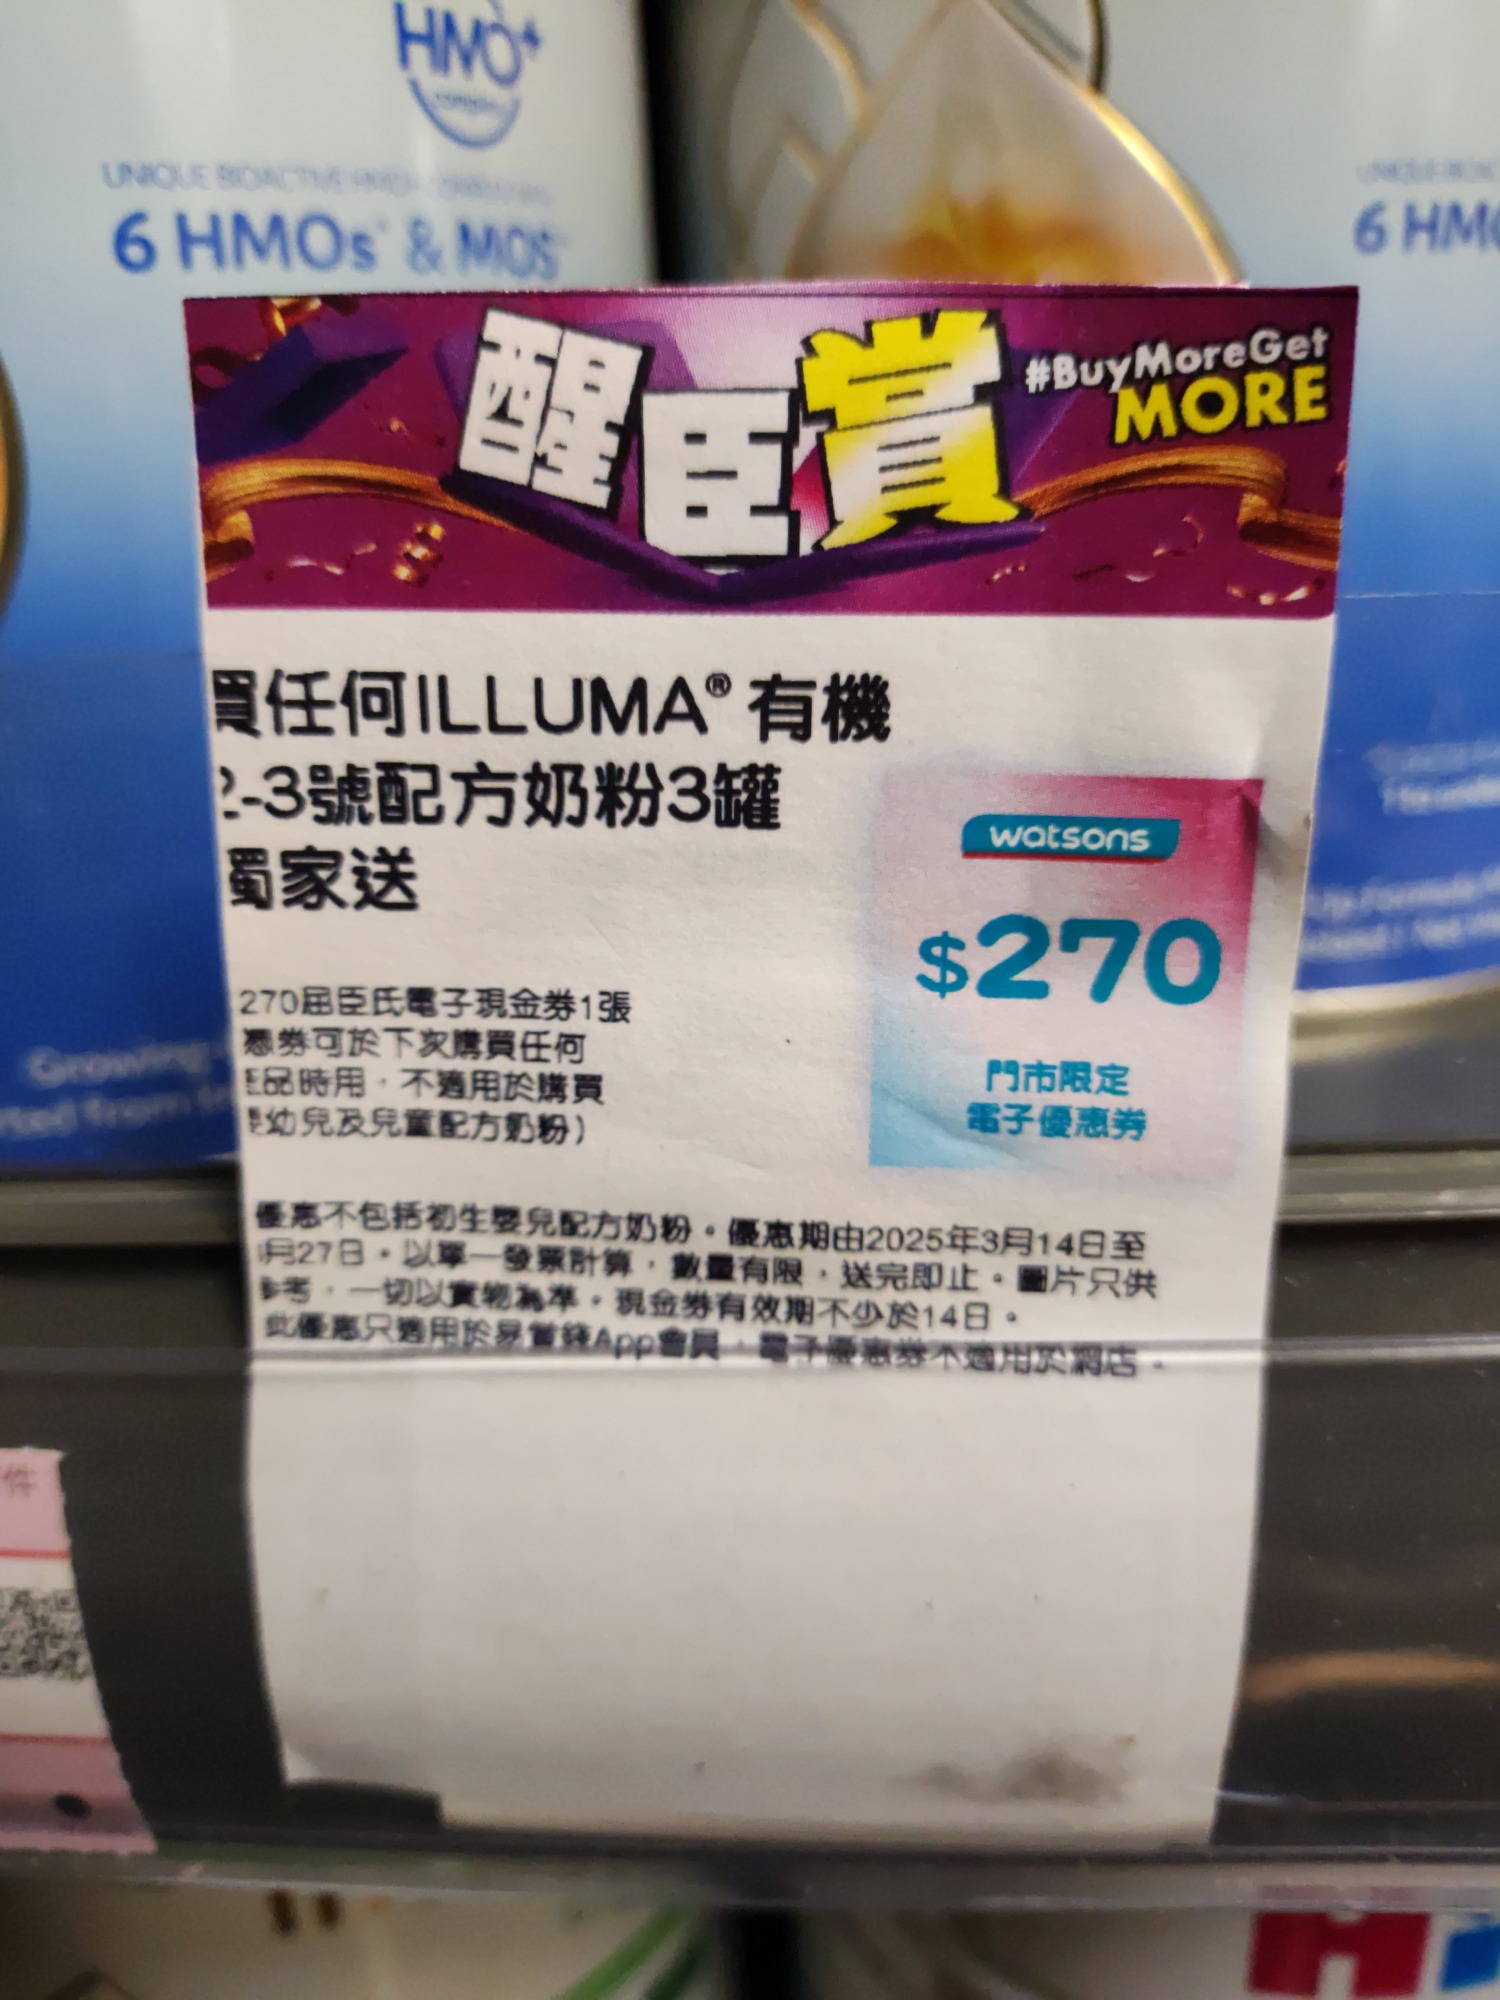 HMO
UNIQUE BIOACTIVE
6 HMOs & MOS
6 HM
醒臣賞
#BuyMoreGet
MORE
買任何ILLUMA® 有機
2-3號配方奶粉3罐
獨家送
watsons
$270
門市限定
電子優惠券
270屈臣氏電子現金券1張
憑券可於下次購買任何
品時用，不適用於購買
幼兒及兒童配方奶粉）
優惠不包括初生嬰兒配方奶粉。優惠期由2025年3月14日至
月27日。以單一發票計算，數量有限，送完即止。圖片只供
參考，一切以實物為準。現金券有效期不少於14日。
此優惠只適用於易賞錢App會員，電子優惠券不適用於網店。
件
Growing